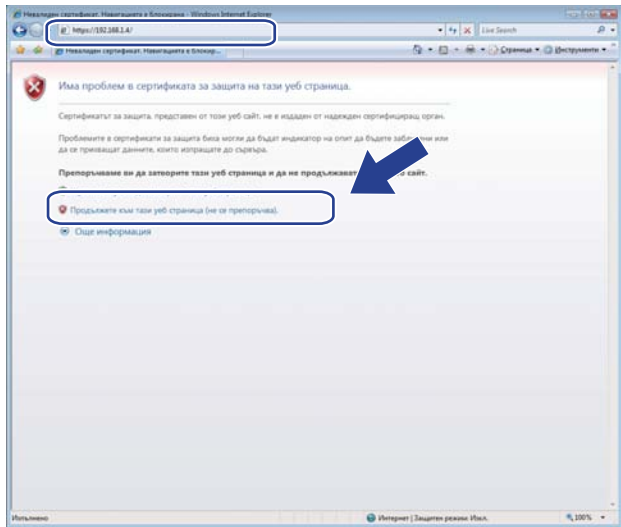 Невалиден сертификат. Навигацията е блокирана - Windows Internet Explorer
https://192.168.1.4/
Live Search
Невалиден сертификат. Навигацията е блокир...
Страница
Инструменти
Има проблем в сертификата за защита на тази уеб страница.
Сертификатът за защита, представен от този уеб сайт, не е издаден от надежден сертифициращ орган.
Проблемите в сертификати за защита биха могли да бъдат индикатор на опит да бъдете
или
да се прихващат данните, които изпращате до сървъра.
Препоръчваме ви да затворите тази уеб страница и да не продължават
сайт.
Продължете към тази уеб страница (не се препоръчва).
Още информация
Изпълнено
Интернет | Защитен режим: Изкл.
100%